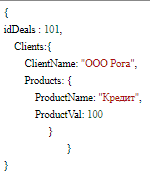 {
idDeals : 101,
Clients:{
ClientName: "ООО Рога",
Products: {
ProductName: "Кредит",
ProductVal: 100
}
}
}